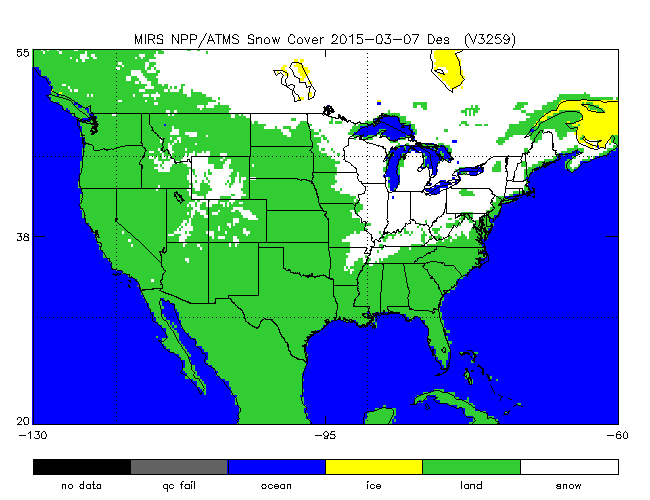 MIRS NPP/ATMS Snow Cover 2015-03-07 Des (V3259)
55
38
20
-130 -95 -60
no data qc fail ocean ice land snow